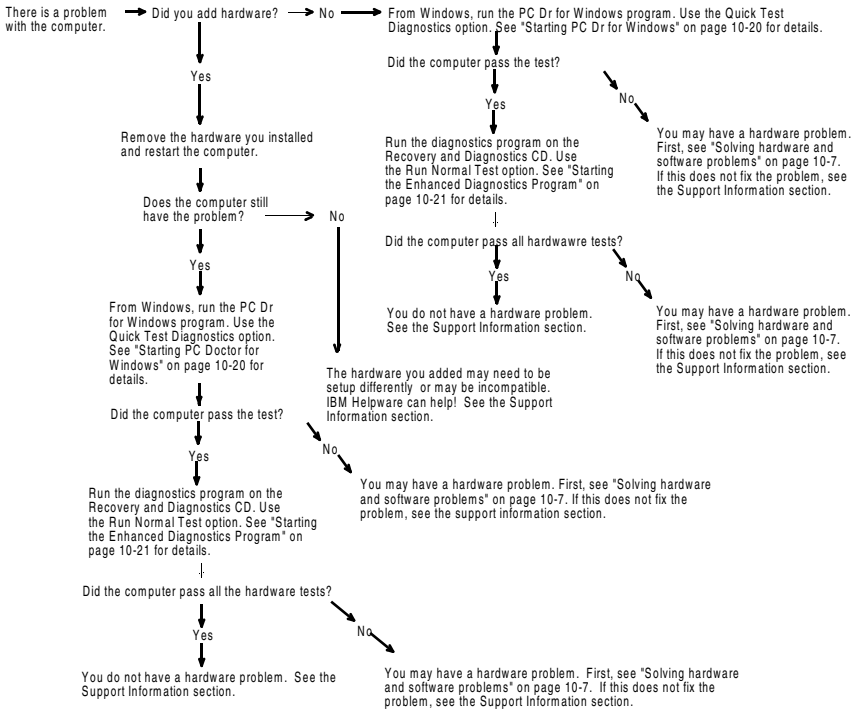 There is a problem
with the computer.
Did you add hardware?
No
From Windows, run the PC Dr for Windows program. Use the Quick Test
Diagnostics option. See "Starting PC Dr for Windows" on page 10-20 for details.
Did the computer pass the test?
Yes
No
You may have a hardware problem.
First, see "Solving hardware and
software problems" on page 10-7.
If this does not fix the problem, see
the Support Information section.
Run the diagnostics program on the
Recovery and Diagnostics CD. Use
the Run Normal Test option. See "Starting
the Enhanced Diagnostics Program" on
page 10-21 for details.
Did the computer pass all hardwawre tests?
Yes
No
You do not have a hardware problem.
See the Support Information section.
You may have a hardware problem.
First, see "Solving hardware and
software problems" on page 10-7.
If this does not fix the problem, see
the Support Information section.
Yes
Remove the hardware you installed
and restart the computer.
Does the computer still
have the problem?
No
The hardware you added may need to be
setup differently or may be incompatible.
IBM Helpware can help! See the Support
Information section.
Yes
From Windows, run the PC Dr
for Windows program. Use the
Quick Test Diagnostics option.
See "Starting PC Doctor for
Windows" on page 10-20 for
details.
Did the computer pass the test?
Yes
No
You may have a hardware problem. First, see "Solving hardware
and software problems" on page 10-7. If this does not fix the
problem, see the support information section.
Run the diagnostics program on the
Recovery and Diagnostics CD. Use
the Run Normal Test option. See "Starting
the Enhanced Diagnostics Program" on
page 10-21 for details.
Did the computer pass all the hardware tests?
Yes
No
You do not have a hardware problem. See the
Support Information section.
You may have a hardware problem. First, see "Solving hardware
and software problems" on page 10-7. If this does not fix the
problem, see the Support Information section.